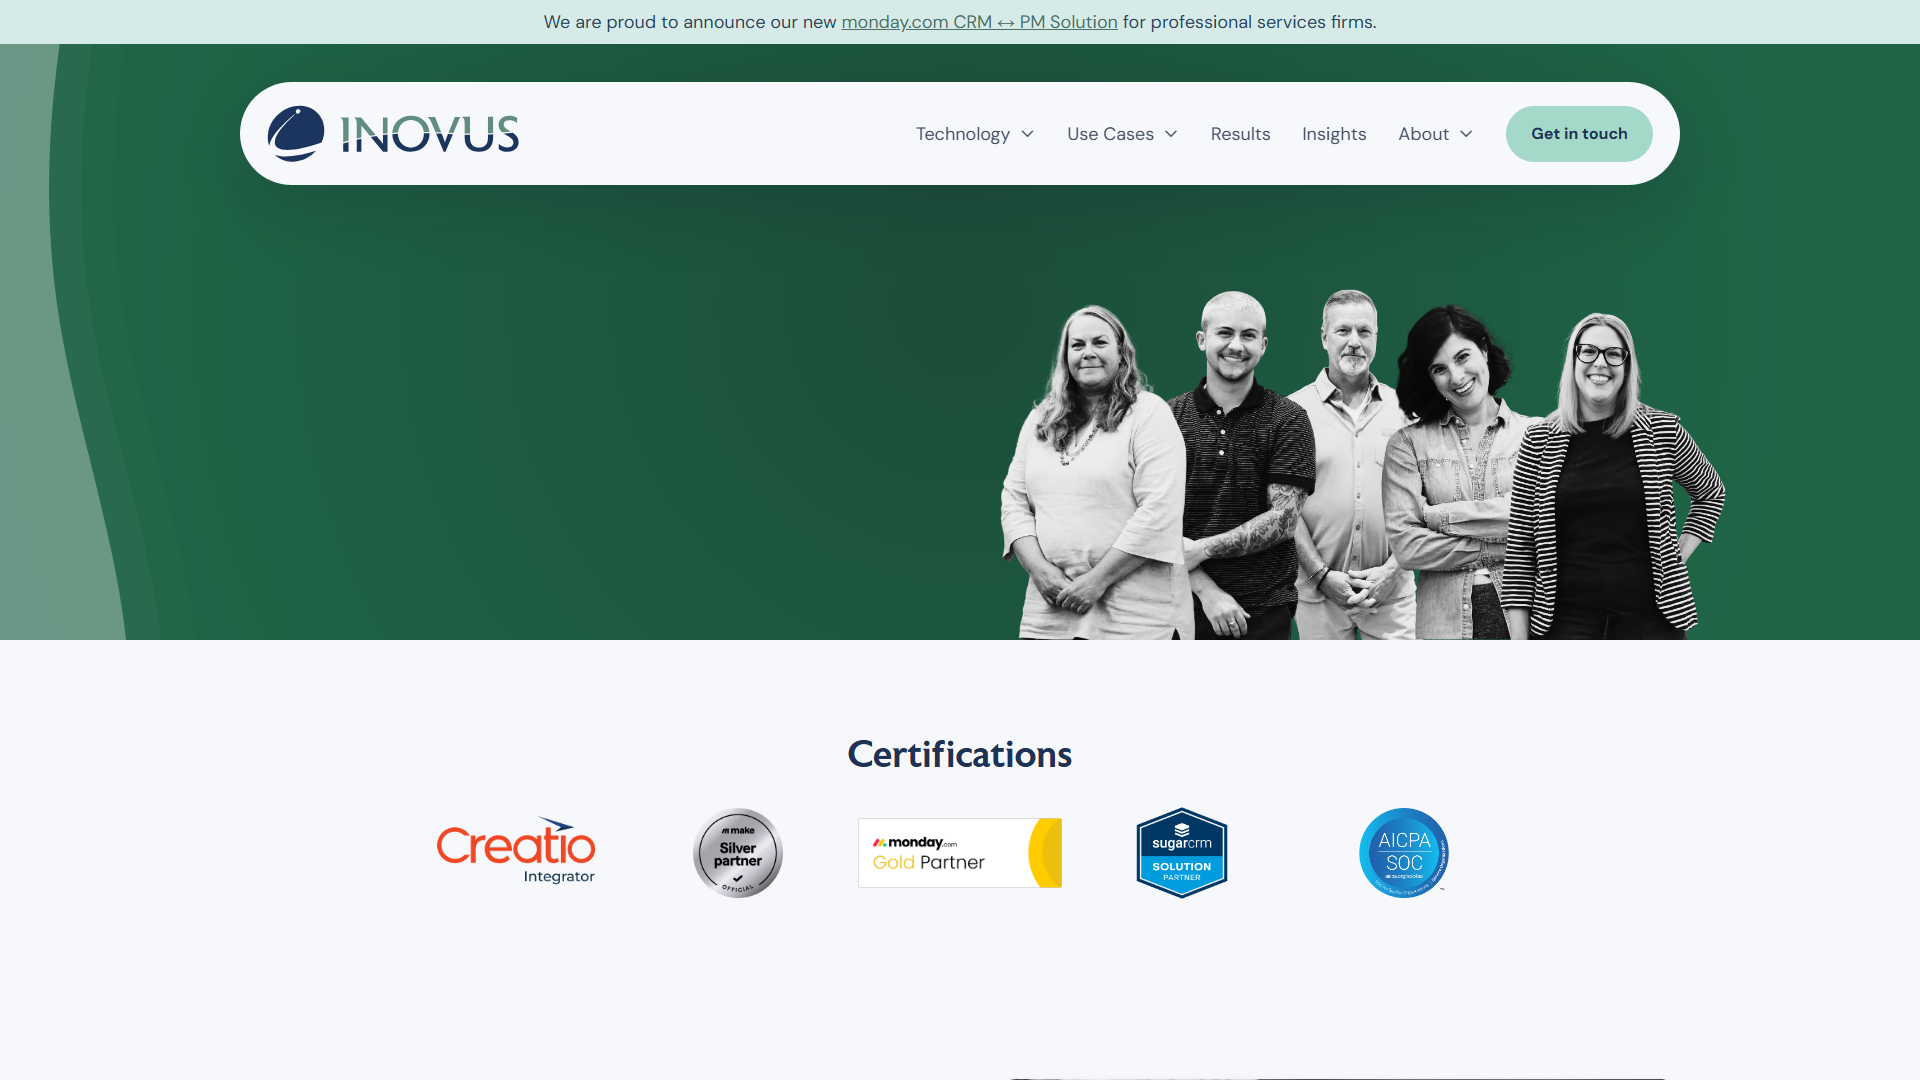 We are proud to announce our new monday.com CRM ↔ PM Solution for professional services firms.
INOVUS
Technology
Use Cases
Results
Insights
About
Get in touch
Certifications
Creatio
Integrator
make
Silver
partner
OFFICIAL
monday.com
Gold Partner
sugarcrm
SOLUTION
PARTNER
AICPA
SOC